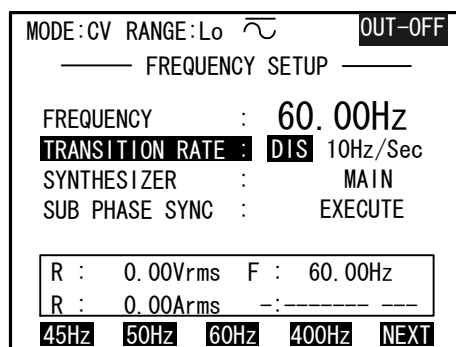 MODE:CV RANGE:Lo OUT-OFF
FREQUENCY SETUP
FREQUENCY : 60.00Hz
TRANSITION RATE : DIS 10Hz/Sec
SYNTHESIZER : MAIN
SUB PHASE SYNC : EXECUTE
R : 0.00Vrms F : 60.00Hz
R : 0.00Arms -:------- ---
45Hz 50Hz 60Hz 400Hz NEXT